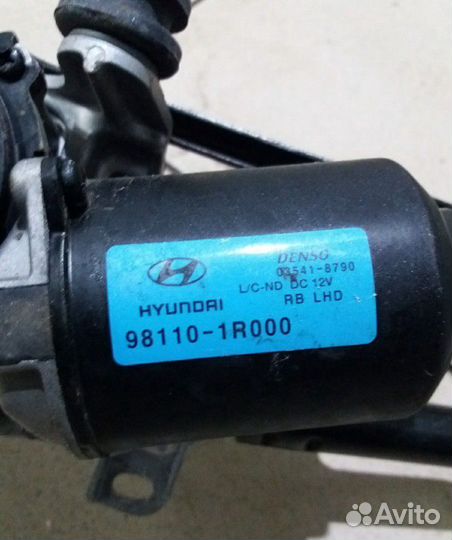 DENSO
03541-8790
L/C-ND DC 12V
HYUNDAI
RB LHD
98110-1R000
Avito